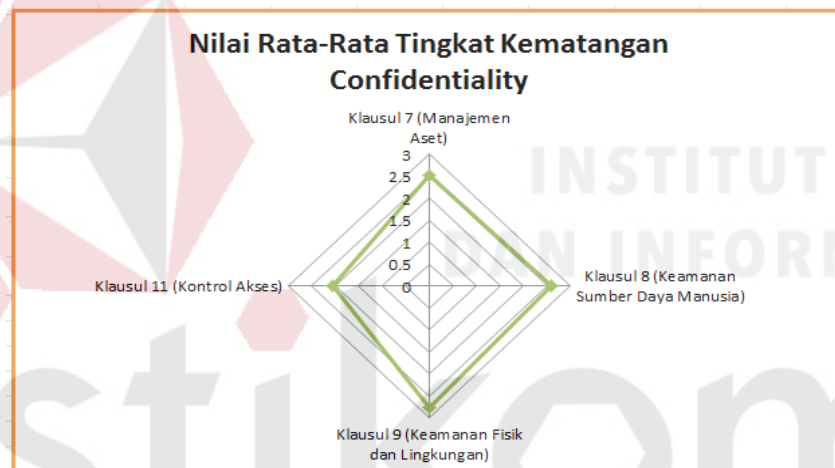 Nilai Rata-Rata Tingkat Kematangan
Confidentiality
Klausul 7 (Manajemen
Aset)
3
2.5
2
1.5
1
0.5
0
Klausul 8 (Keamanan
Sumber Daya Manusia)
Klausul 9 (Keamanan Fisik
dan Lingkungan)
Klausul 11 (Kontrol Akses)
INSTITUT
DAN INFOR
stikom